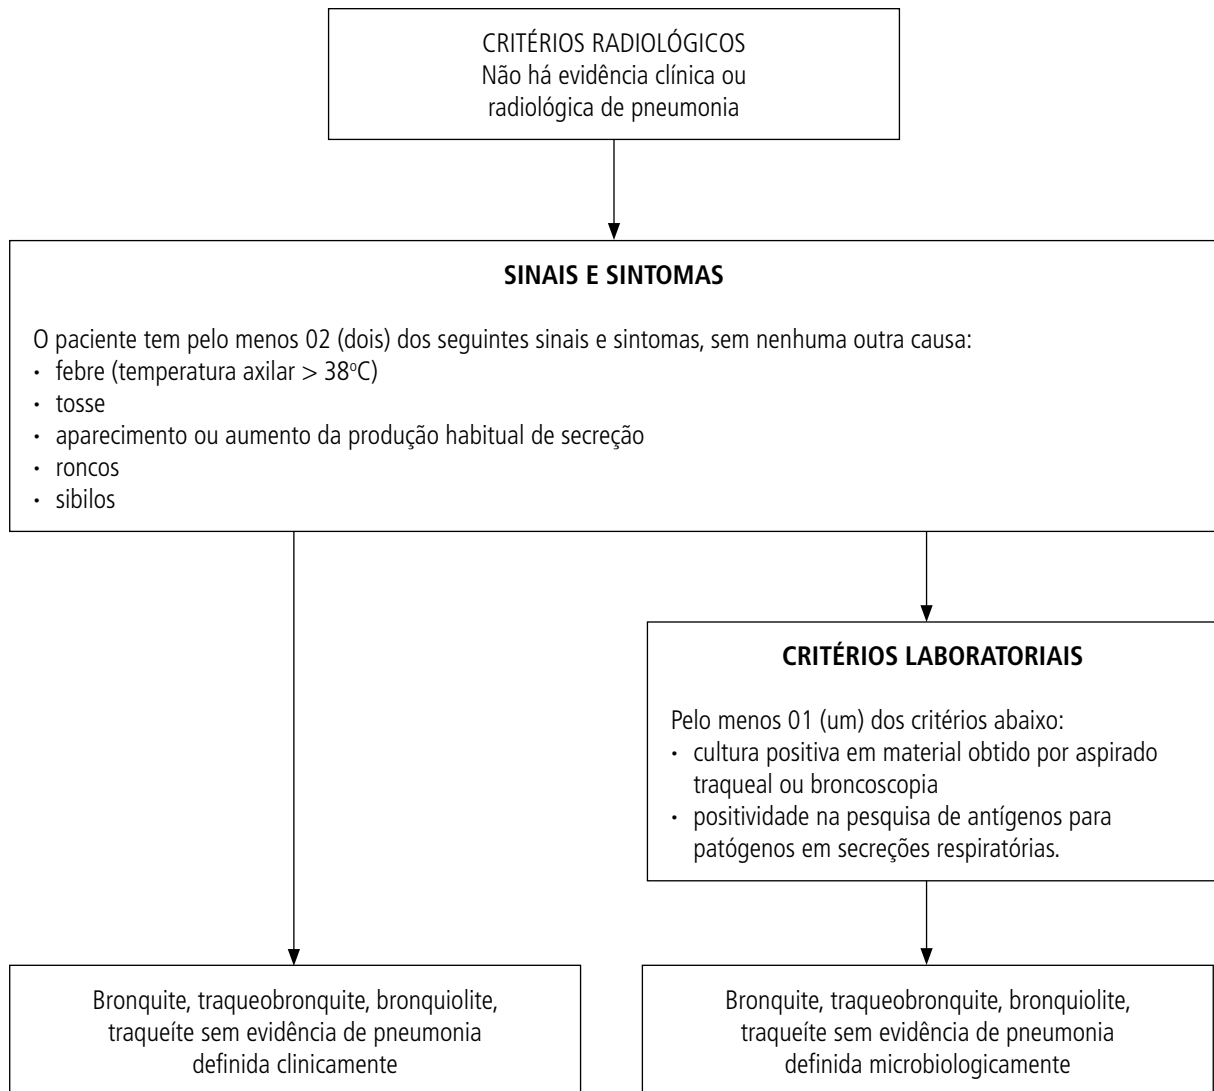 CRITÉRIOS RADIOLÓGICOS
Não há evidência clínica ou
radiológica de pneumonia
SINAIS E SINTOMAS
O paciente tem pelo menos 02 (dois) dos seguintes sinais e sintomas, sem nenhuma outra causa:
• febre (temperatura axilar > 38ºC)
• tosse
• aparecimento ou aumento da produção habitual de secreção
• roncos
• sibilos
CRITÉRIOS LABORATORIAIS
Pelo menos 01 (um) dos critérios abaixo:
• cultura positiva em material obtido por aspirado
traqueal ou broncoscopia
• positividade na pesquisa de antígenos para
patógenos em secreções respiratórias.
Bronquite, traqueobronquite, bronquiolite,
traqueíte sem evidência de pneumonia
definida clinicamente
Bronquite, traqueobronquite, bronquiolite,
traqueíte sem evidência de pneumonia
definida microbiologicamente